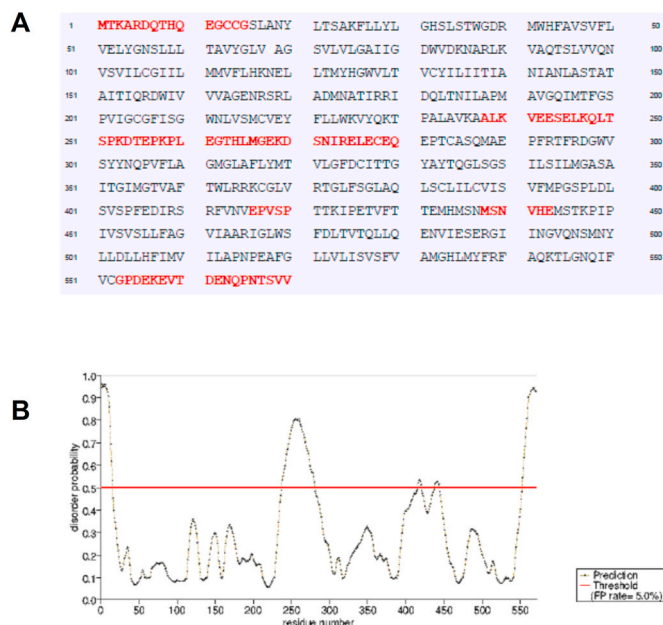 A
1 MTKARDQTHQ EGCCGSLANY LTSAKFLLYL GHSLSTWGDR MWHFAVSVFL 50
51 VELYGNSLLL TAVYGLV AG SVLVLGAIIG DWVDKNARLK VAQTSLVVQN 100
101 VSVILCGIIL MMVFLHKNEL LTMYHGWVLT VCYILIITIA NIANLASTAT 150
151 AITIQRDWIV VVAGENRSRL ADMNATIRRI DQLTNILAPM AVGQIMTFGS 200
201 PVIGCGFISG WNLVSMCVEY FLLWKVYQKT PALAVKAALK VEESELKQLT 250
251 SPKDTEPKPL EGTHLMGEKD SNIRELECEQ EPTCASQMAE PFRTFRDGWV 300
301 SYYNQPVFLA GMGLAFLYMT VLGFDCITTG YAYTQGLSGS ILSILMGASA 350
351 ITGIMGTVAF TWLRRKCGLV RTGLFSGLAQ LSCLILCVIS VFMPGSPLDL 400
401 SVSPFEDIRS RFVNVEPVSP TTKIPETVFT TEMHMSNMSN VHEMSTKPIP 450
451 IVSVSLLFAG VIAARIGLWS FDLTVTQLLQ ENVIESERGI INGVQNSMNY 500
501 LLDLLHFIMV ILAPNPEAFG LLVLISVSFV AMGHLMYFRF AQKTLGNQIF 550
551 VCGPDEKEVT DENQPNTSVV
B
disorder probability
1.0
0.9
0.8
0.7
0.6
0.5
0.4
0.3
0.2
0.1
0.0
0 50 100 150 200 250 300 350 400 450 500 550
residue number
Prediction
Threshold
(FP rate= 5.0%)